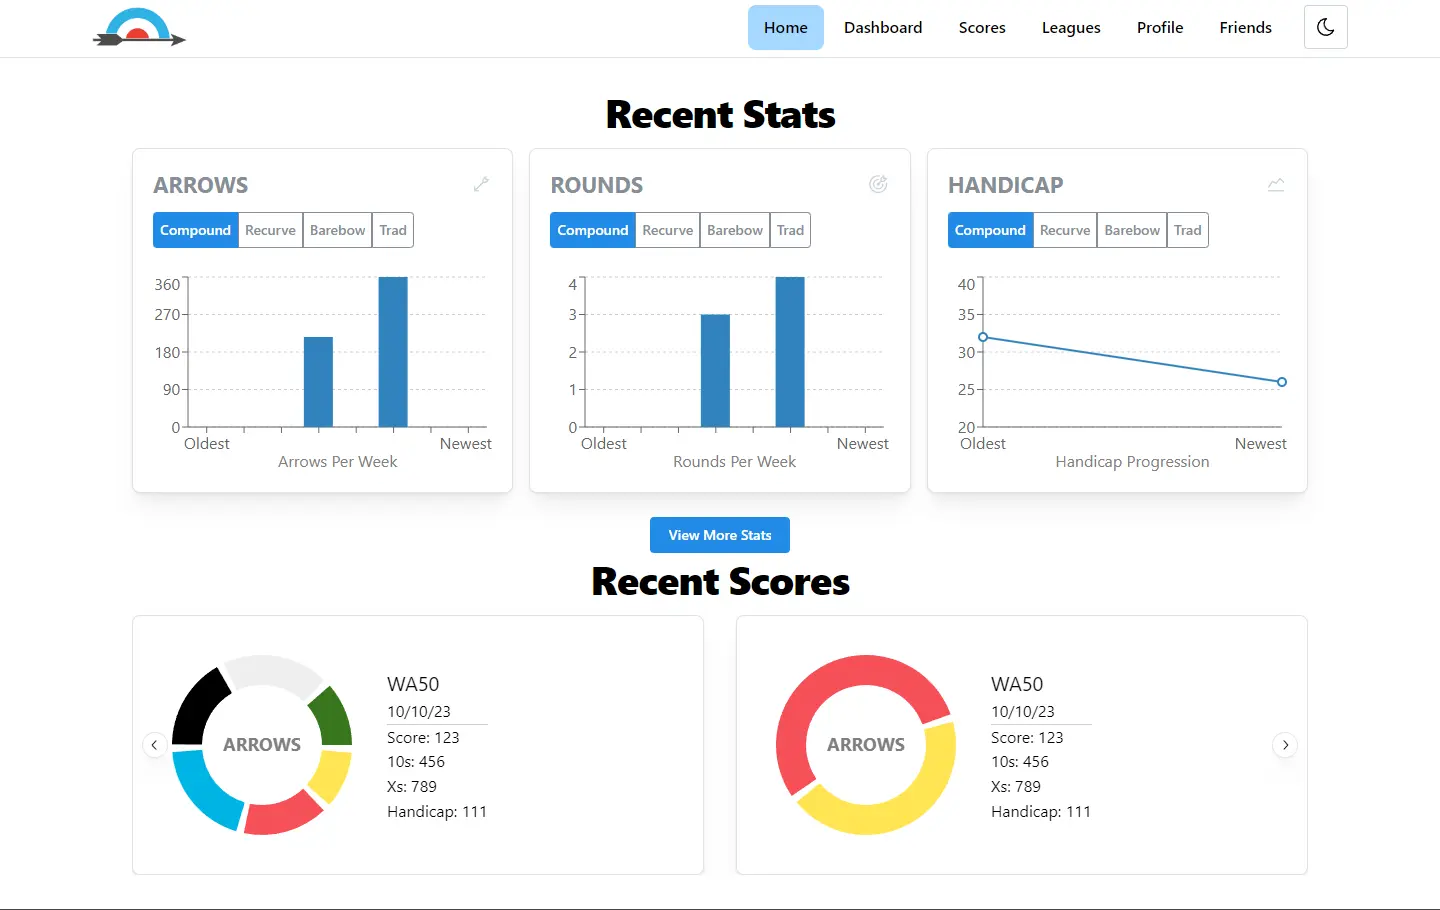 Home Dashboard Scores Leagues Profile Friends
Recent Stats
ARROWS
Compound Recurve Barebow Trad
360
270
180
90
0
Oldest Newest
Arrows Per Week
ROUNDS
Compound Recurve Barebow Trad
4
3
2
1
0
Oldest Newest
Rounds Per Week
HANDICAP
Compound Recurve Barebow Trad
40
35
30
25
20
Oldest Newest
Handicap Progression
View More Stats
Recent Scores
ARROWS
WA50
10/10/23
Score: 123
10s: 456
Xs: 789
Handicap: 111
ARROWS
WA50
10/10/23
Score: 123
10s: 456
Xs: 789
Handicap: 111